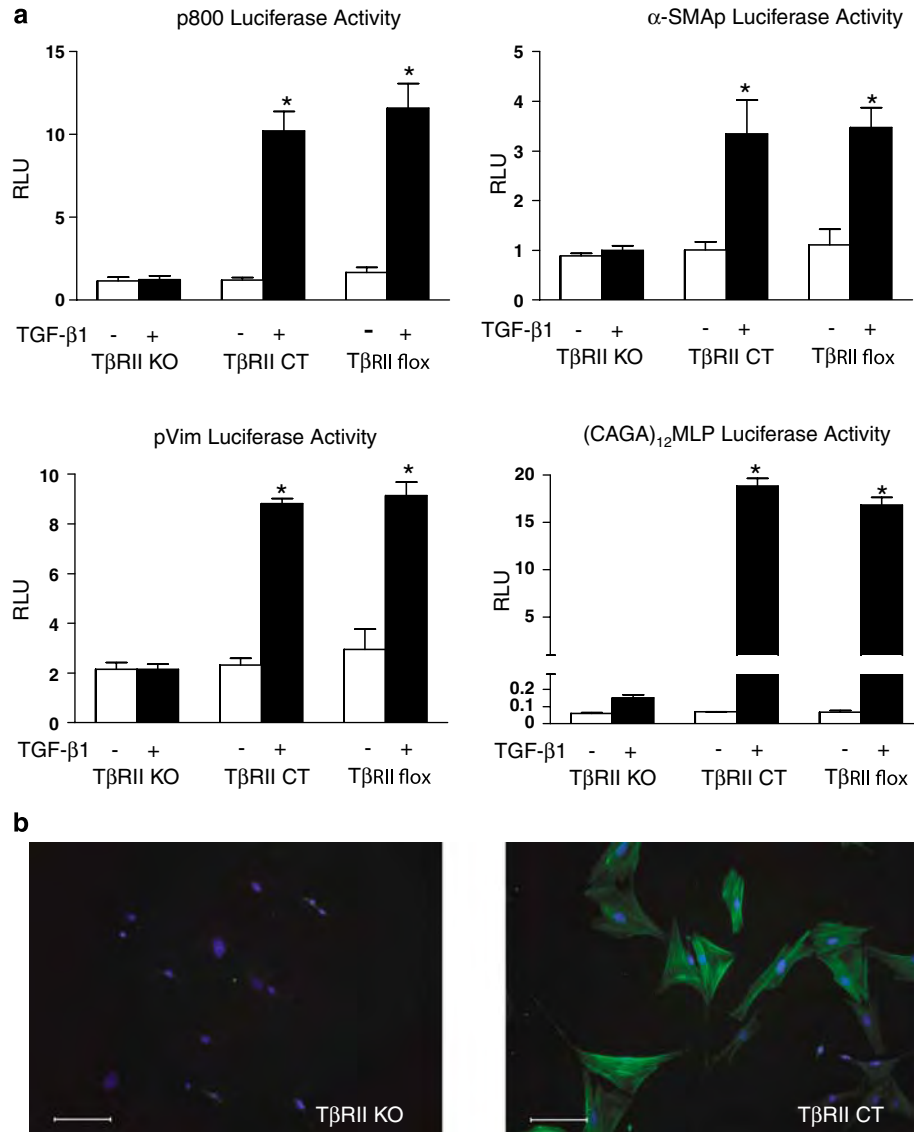 a
p800 Luciferase Activity
α-SMAp Luciferase Activity
15
10
5
0
RLU
*
*
TGF-β1
- + - + - +
TβRII KO TβRII CT TβRII flox
5
4
3
2
1
0
RLU
*
*
- + - + - +
TβRII KO TβRII CT TβRII flox
pVim Luciferase Activity
(CAGA)₁₂MLP Luciferase Activity
10
8
6
4
2
0
RLU
*
*
TGF-β1
- + - + - +
TβRII KO TβRII CT TβRII flox
20
15
10
5
0.2
0.1
0
RLU
*
*
TGF-β1
- + - + - +
TβRII KO TβRII CT TβRII flox
b
TβRII KO
TβRII CT